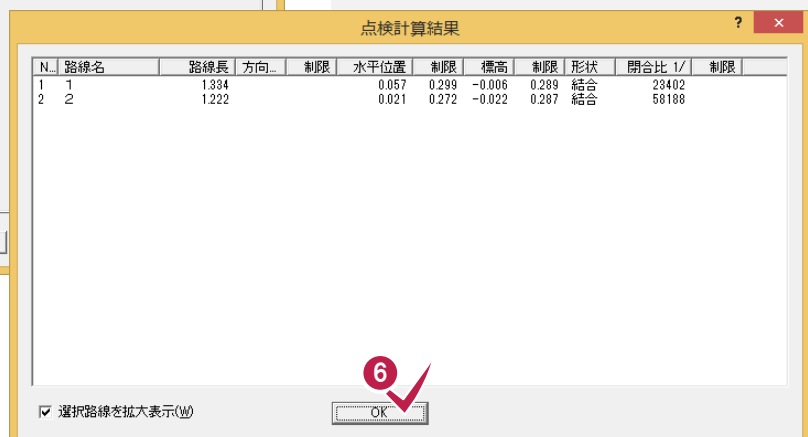 点検計算結果
? ×
N... 路線名 路線長 方向... 制限 水平位置 制限 標高 制限 形状 閉合比 1/ 制限
1 1 1.334 0.057 0.299 -0.006 0.289 結合 23402
2 2 1.222 0.021 0.272 -0.022 0.287 結合 58188
6
選択路線を拡大表示(W) OK